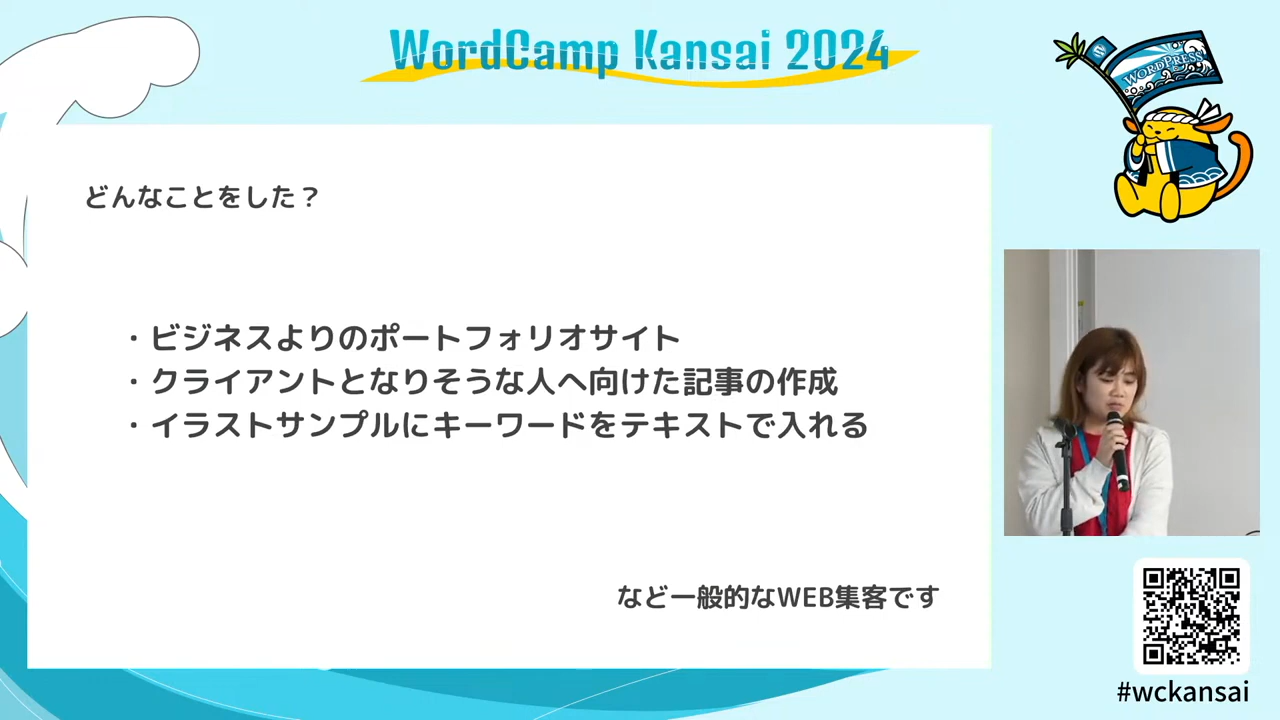 WordCamp Kansai 2024
WORDPRESS
どんなことをした？
・ビジネスよりのポートフォリオサイト
・クライアントとなりそうな人へ向けた記事の作成
・イラストサンプルにキーワードをテキストで入れる
など一般的なWEB集客です
#wckansai